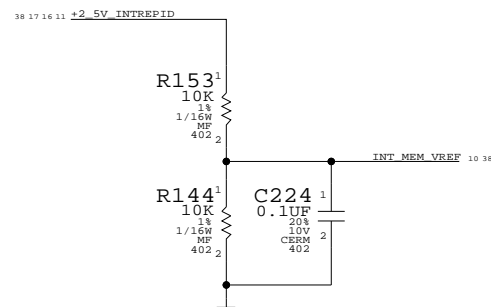 38 17 16 11 +2_5V_INTREPID
R153 1
10K
1%
1/16W
MF
402 2
INT_MEM_VREF 10 38
R144 1
10K
1%
1/16W
MF
402 2
C224 1
0.1UF
20%
10V 2
CERM
402